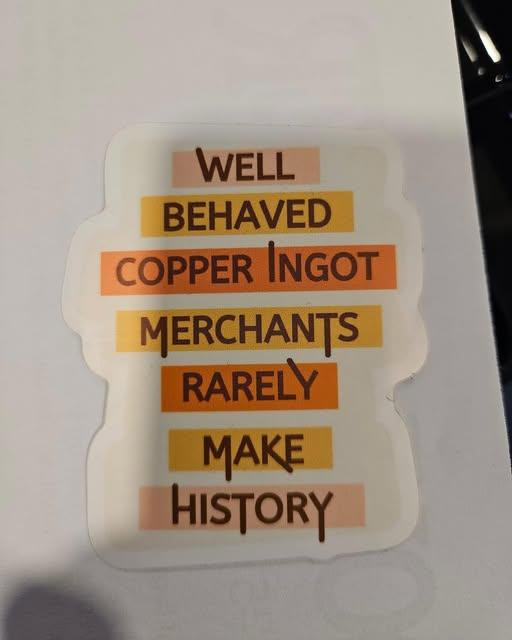 WELL
BEHAVED
COPPER INGOT
MERCHANTS
RARELY
MAKE
HISTORY